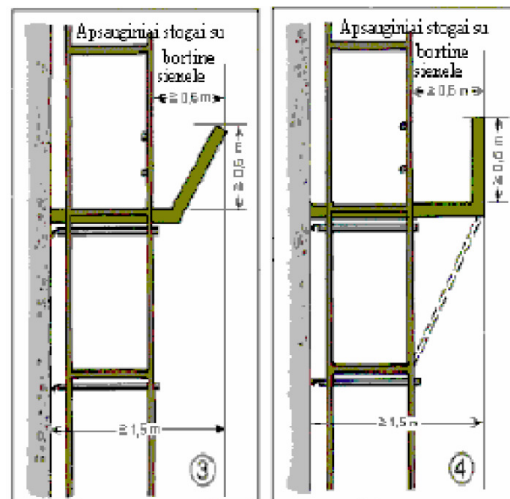 Apsauginiai stogai su
bortine
sienele
≥ 0,6 m
≥ 0,6 m
≥ 1,5 m
3
Apsauginiai stogai su
bortine
sienele
≥ 0,6 m
≥ 0,6 m
≥ 1,5 m
4